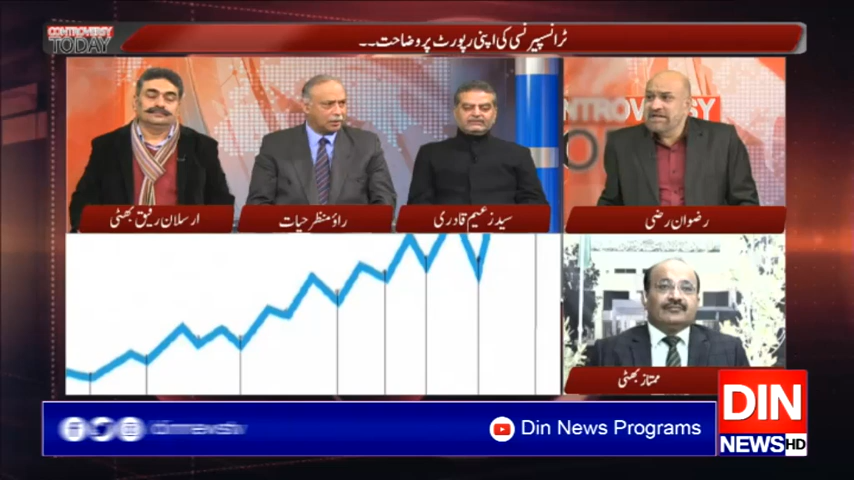 CONTROVERSY
TODAY
ٹرانسپیرنسی کی اپنی رپورٹ پر وضاحت۔۔
ارسلان رفیق بھٹی
راؤ منظر حیات
سید زعیم قادری
رضوان رضی
ممتاز بھٹی
dinnewstv
Din News Programs
DIN
NEWS HD